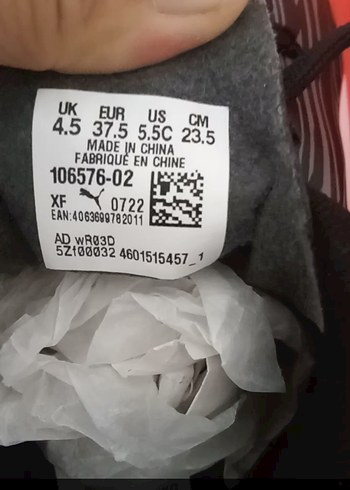 UK EUR US CM
4.5 37.5 5.5C 23.5
MADE IN CHINA
FABRIQUÉ EN CHINE
106576-02
XF 0722
EAN:4063699782011
AD wR03D
5Z100032 4601515457_1